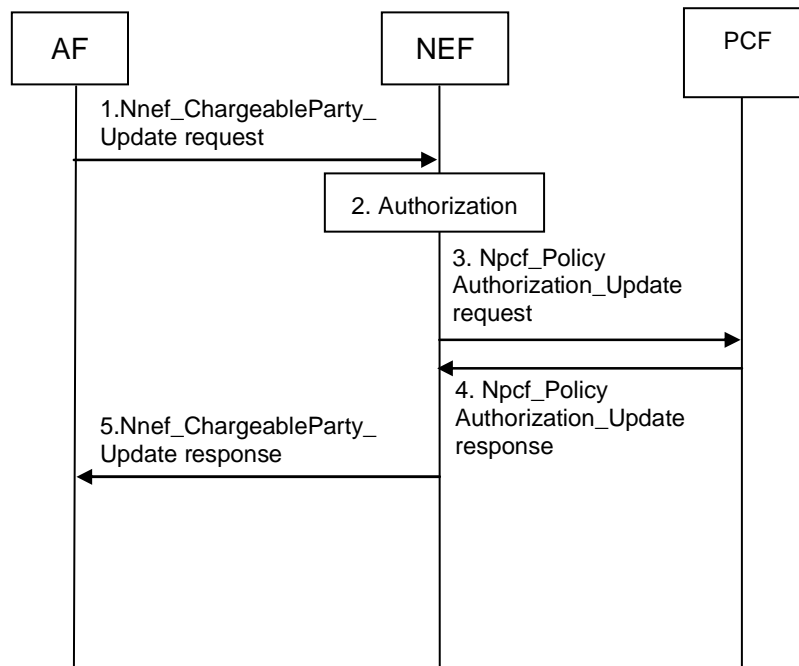 AF
NEF
PCF
1.Nnef_ChargeableParty_
Update request
2. Authorization
3. Npcf_Policy
Authorization_Update
request
4. Npcf_Policy
Authorization_Update
response
5.Nnef_ChargeableParty_
Update response